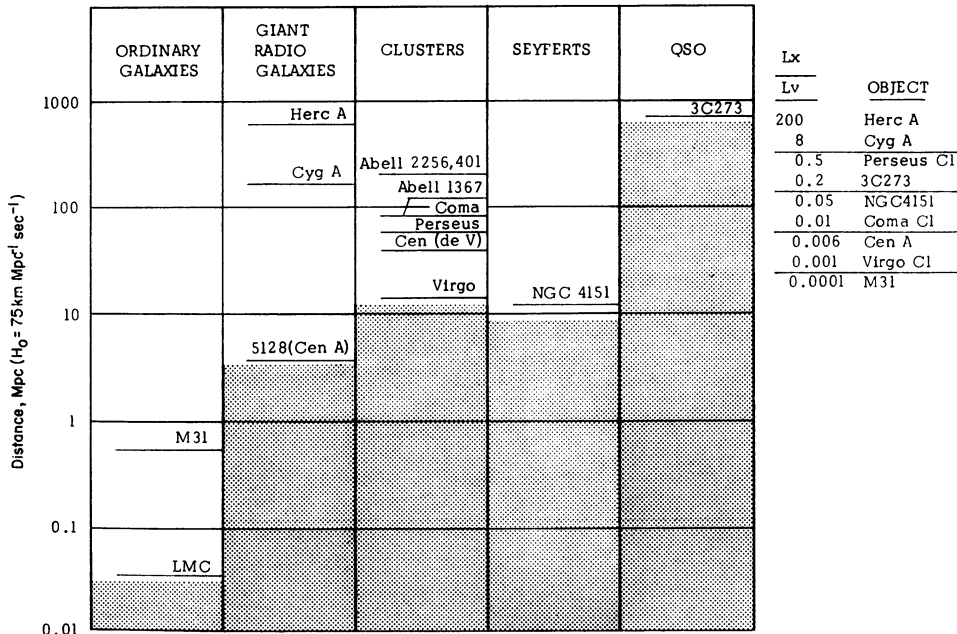 ORDINARY
GALAXIES
GIANT
RADIO
GALAXIES
CLUSTERS
SEYFERTS
QSO
Distance, Mpc (H₀ = 75 km Mpc⁻¹ sec⁻¹)
1000
100
10
1
0.1
0.01
M31
LMC
Herc A
Cyg A
5128(Cen A)
Abell 2256,401
Abell 1367
Coma
Perseus
Cen (de V)
Virgo
NGC 4151
3C273
Lx
Lv OBJECT
200 Herc A
8 Cyg A
0.5 Perseus Cl
0.2 3C273
0.05 NGC4151
0.01 Coma Cl
0.006 Cen A
0.001 Virgo Cl
0.0001 M31